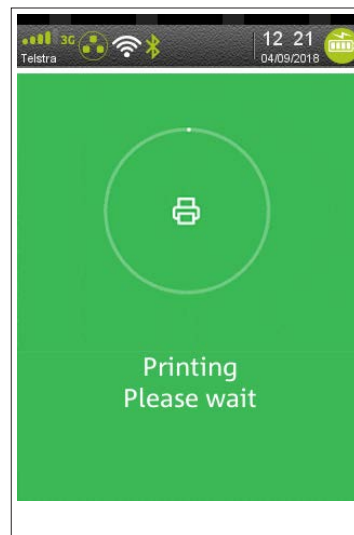 3G
Telstra
12 21
04/09/2018
Printing
Please wait